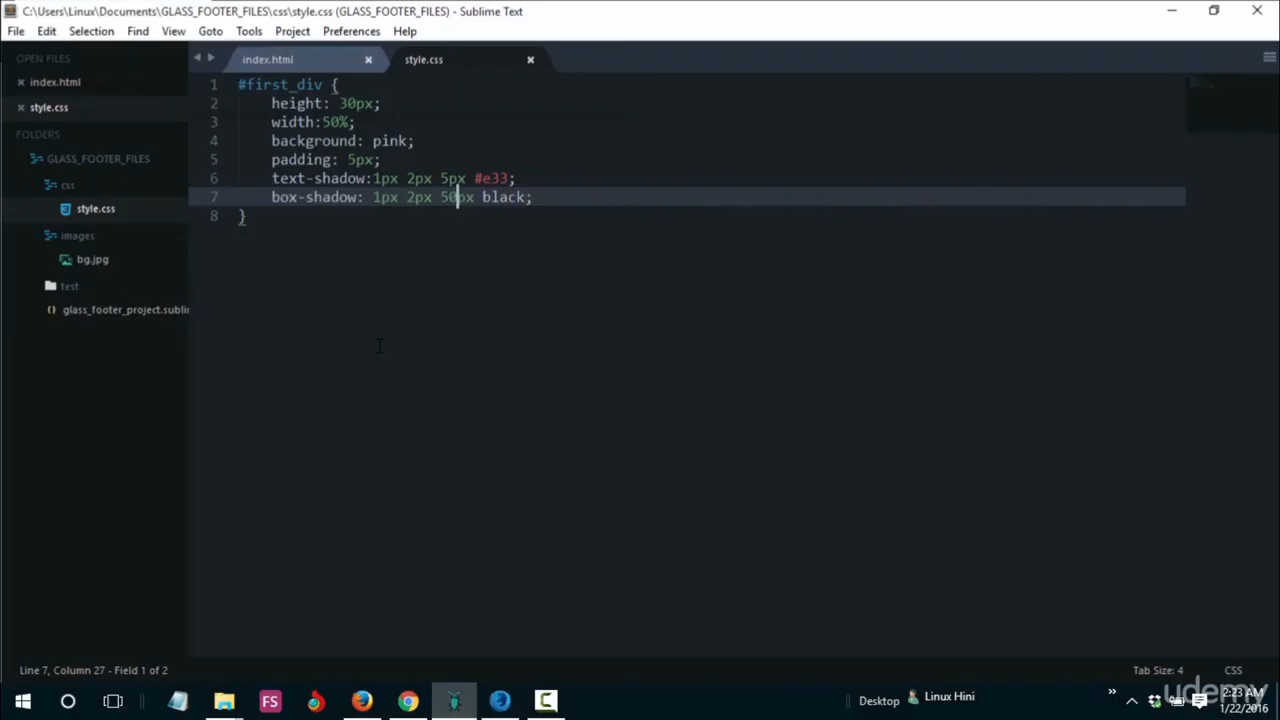 C:\Users\Linux\Documents\GLASS_FOOTER_FILES\css\style.css (GLASS_FOOTER_FILES) - Sublime Text
File Edit Selection Find View Goto Tools Project Preferences Help
OPEN FILES
index.html
style.css
FOLDERS
GLASS_FOOTER_FILES
css
style.css
images
bg.jpg
test
glass_footer_project.sublim
index.html
style.css
1 #first_div {
2 height: 30px;
3 width:50%;
4 background: pink;
5 padding: 5px;
6 text-shadow:1px 2px 5px #e33;
7 box-shadow: 1px 2px 50px black;
8 }
Line 7, Column 27 - Field 1 of 2
Tab Size: 4
CSS
FS
Desktop
Linux Hini
2:23 AM
1/22/2016
udemy